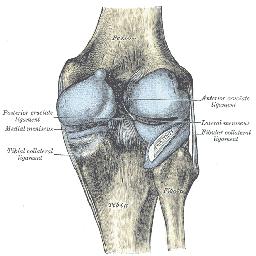 Femur
Anterior cruciate
ligament
Posterior cruciate
ligament
Medial meniscus
Lateral meniscus
Fibular collateral
ligament
Tibial collateral
ligament
Tibia
Fibula